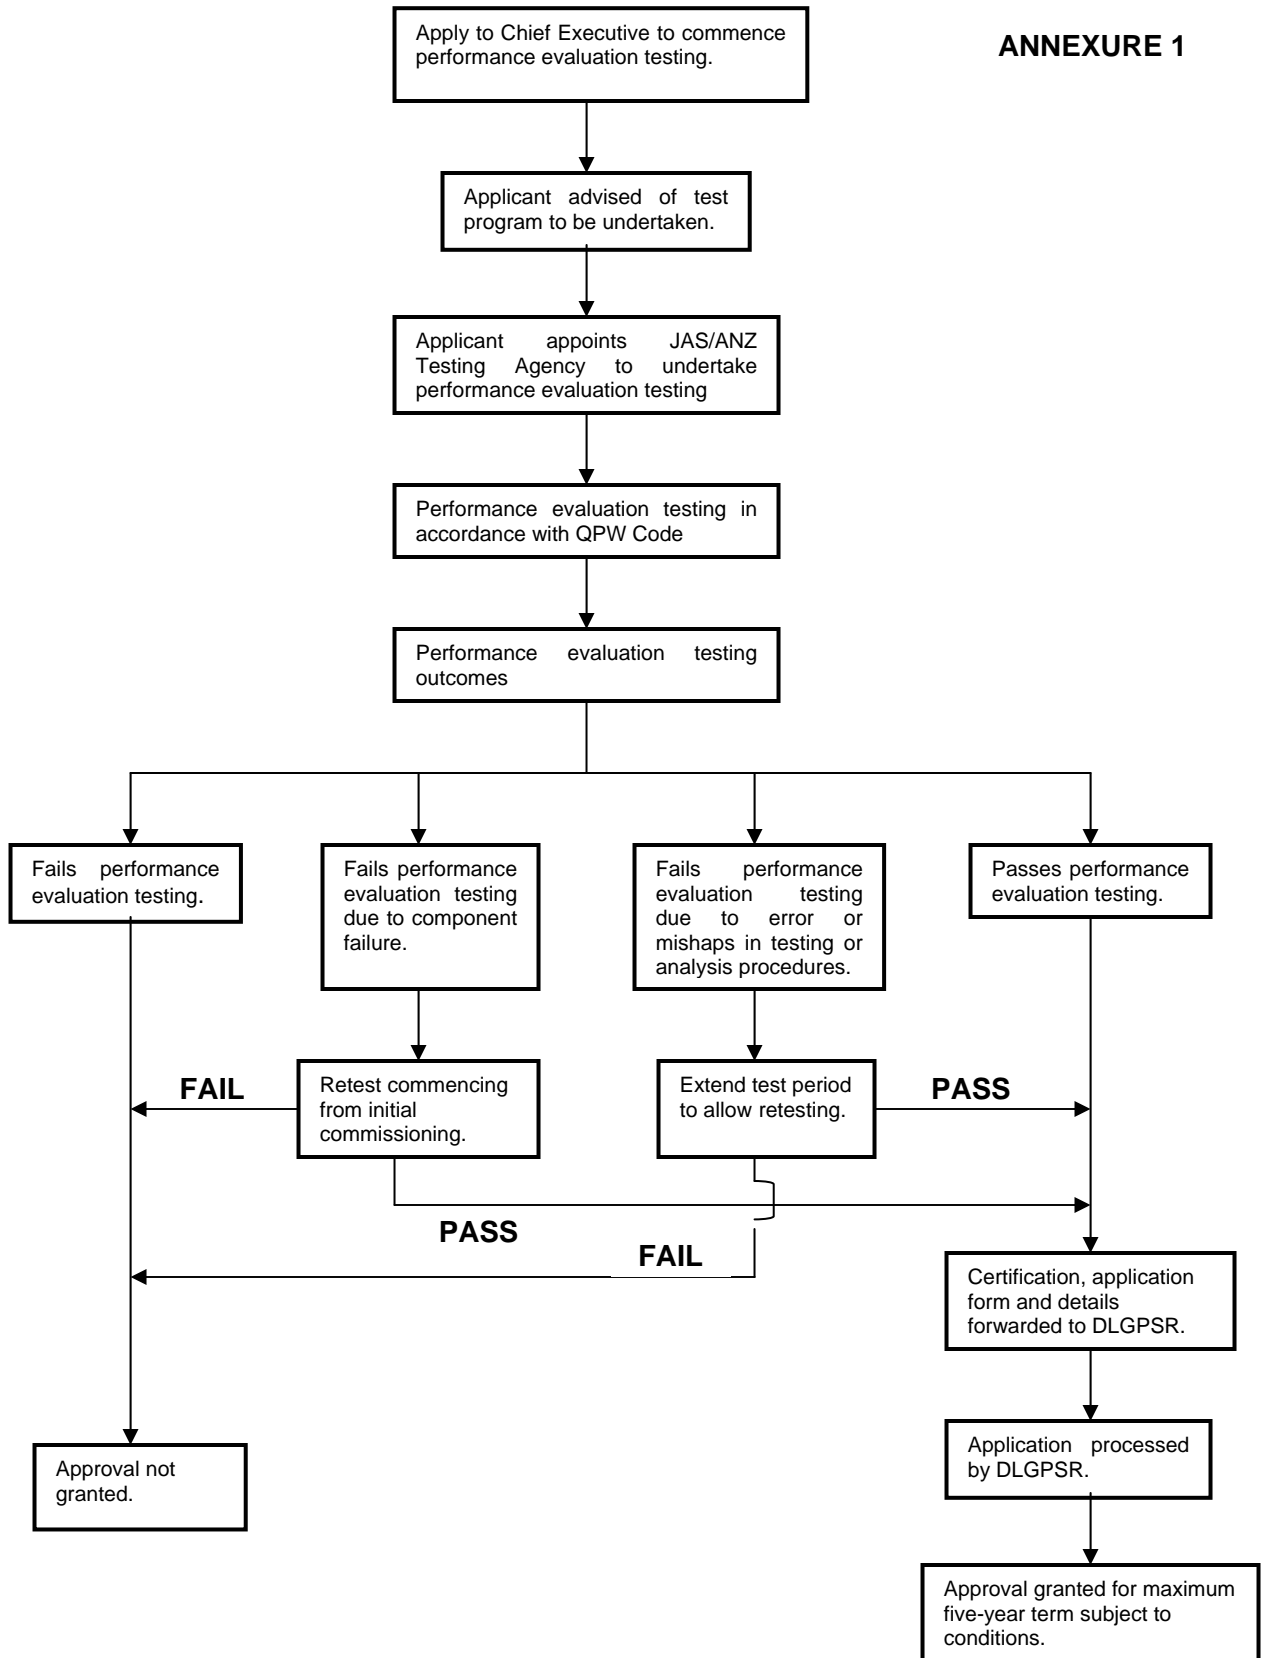 Apply to Chief Executive to commence
performance evaluation testing.
ANNEXURE 1
Applicant advised of test
program to be undertaken.
Applicant appoints JAS/ANZ
Testing Agency to undertake
performance evaluation testing
Performance evaluation testing in
accordance with QPW Code
Performance evaluation testing
outcomes
Fails performance
evaluation testing.
Fails performance
evaluation testing
due to component
failure.
Fails performance
evaluation testing
due to error or
mishaps in testing or
analysis procedures.
Passes performance
evaluation testing.
FAIL
Retest commencing
from initial
commissioning.
Extend test period
to allow retesting.
PASS
PASS
FAIL
Certification, application
form and details
forwarded to DLGPSR.
Approval not
granted.
Application processed
by DLGPSR.
Approval granted for maximum
five-year term subject to
conditions.